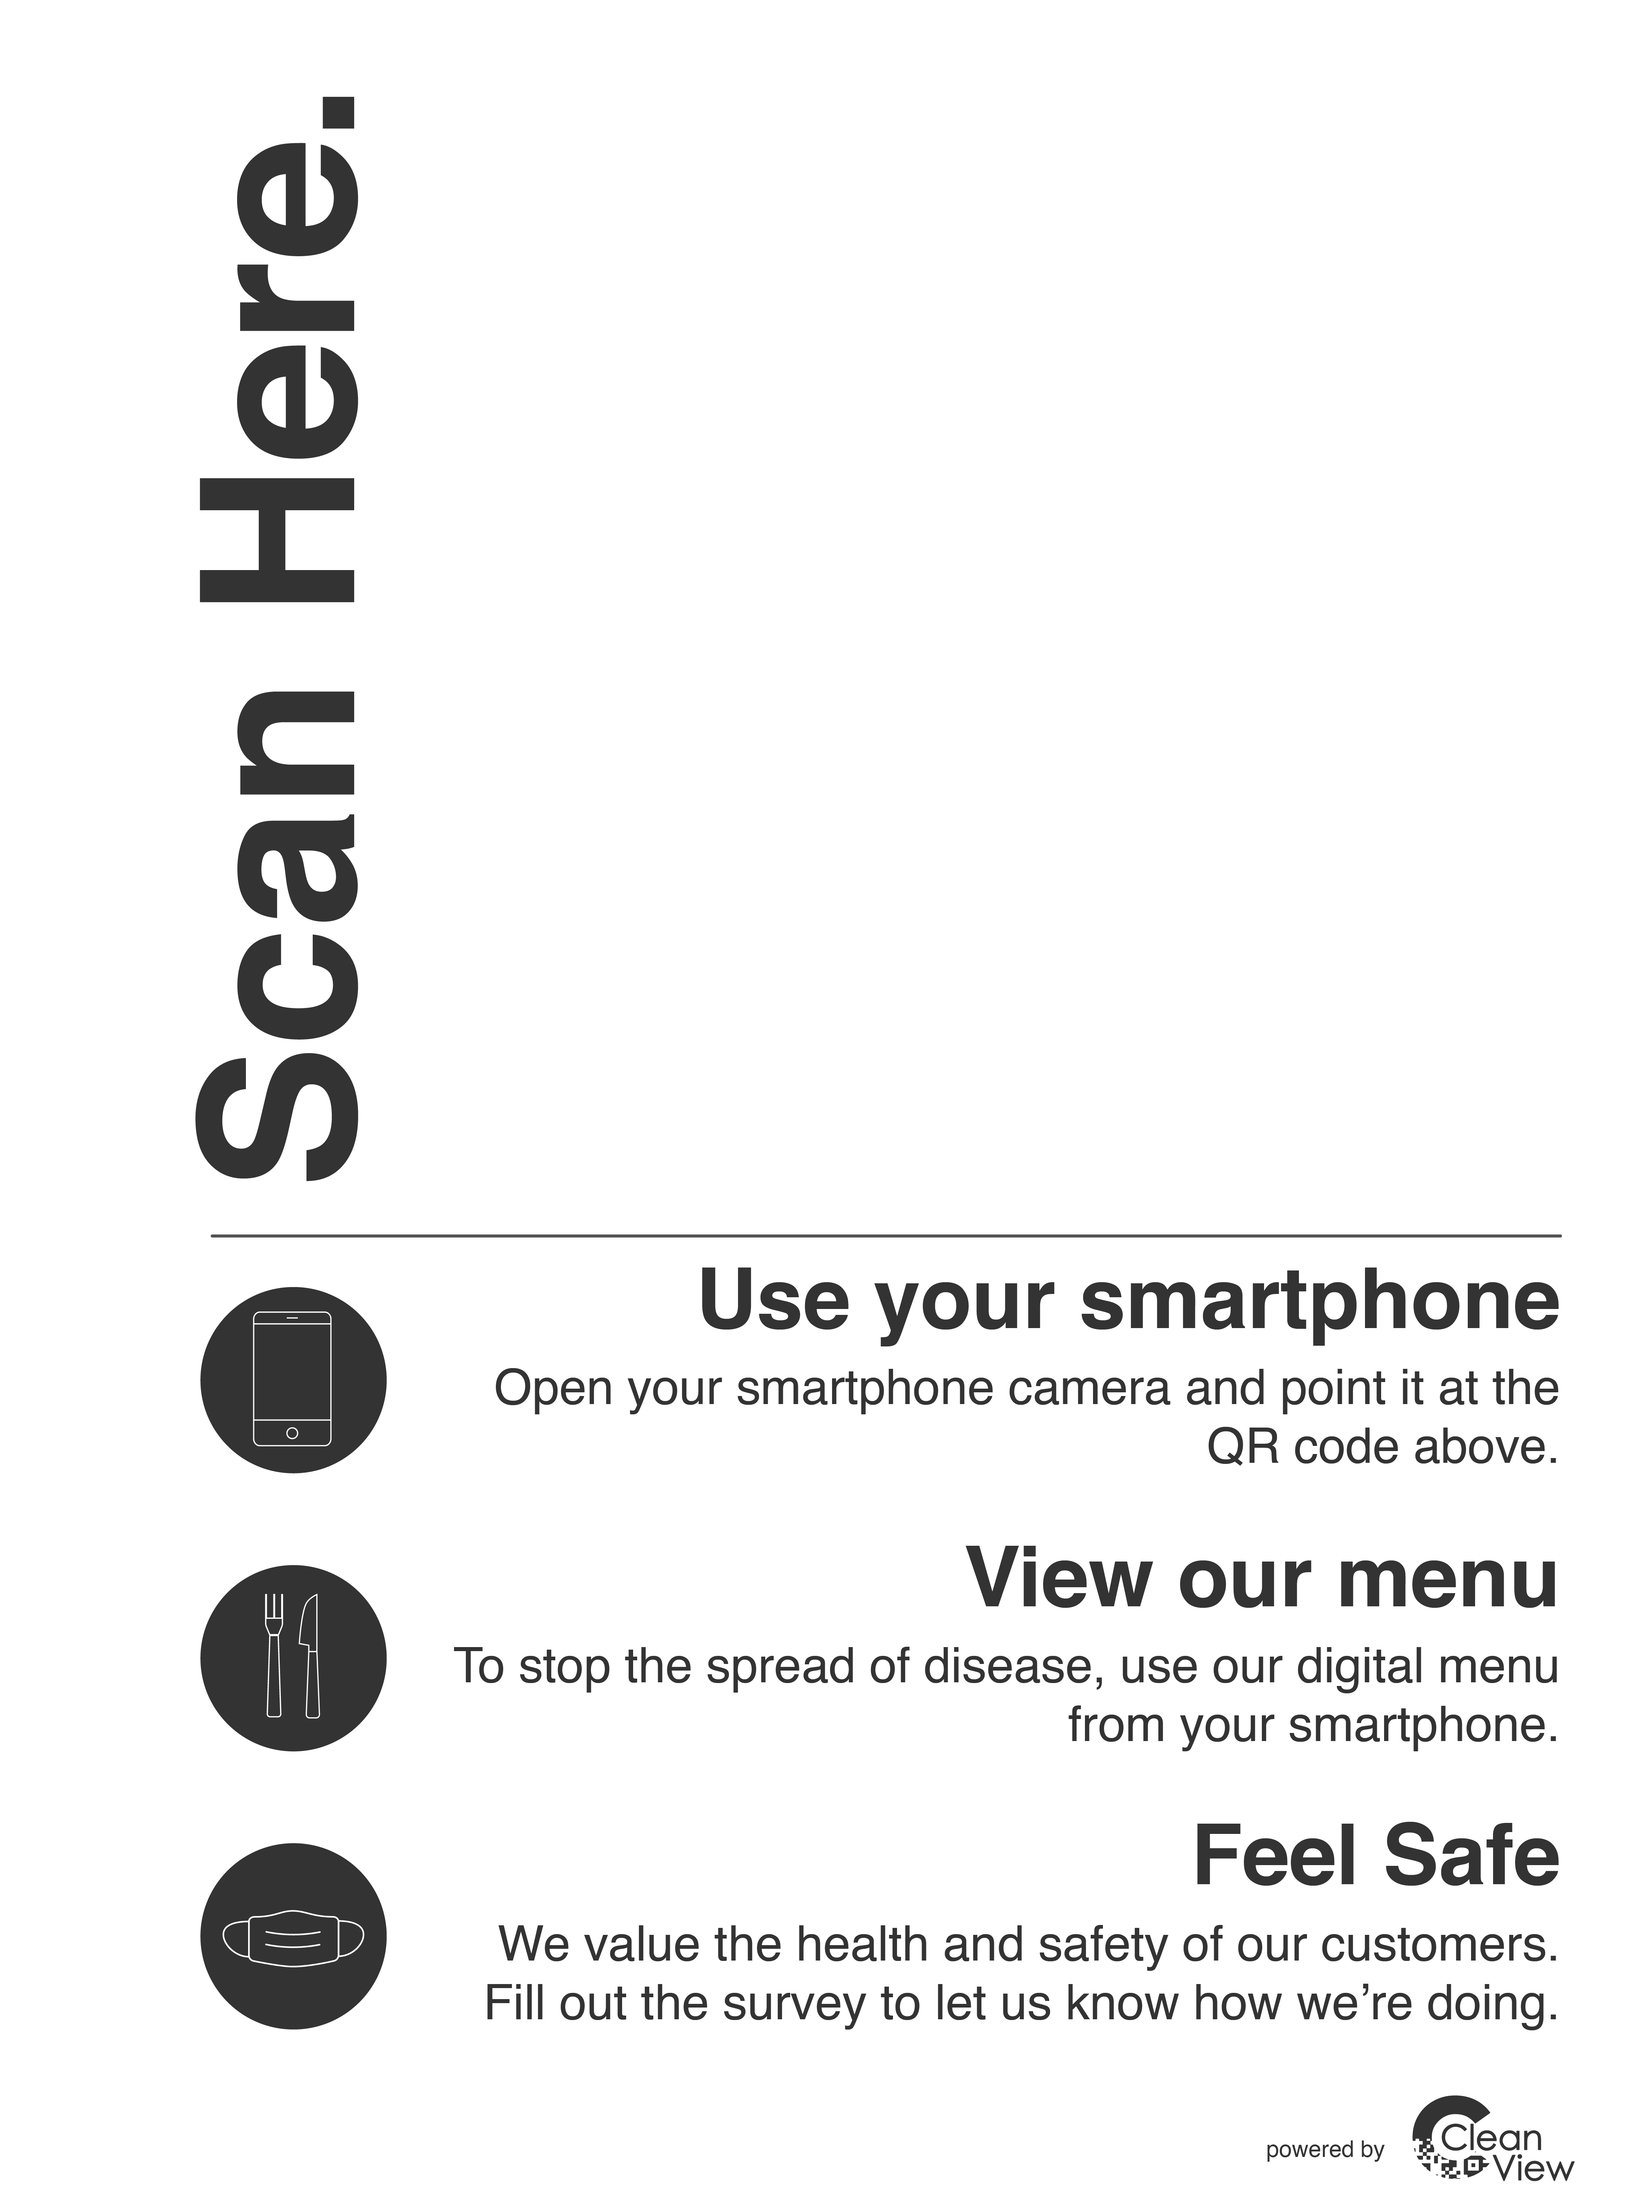 Scan Here.
Use your smartphone
Open your smartphone camera and point it at the
QR code above.
View our menu
To stop the spread of disease, use our digital menu
from your smartphone.
Feel Safe
We value the health and safety of our customers.
Fill out the survey to let us know how we’re doing.
powered by
Clean
View